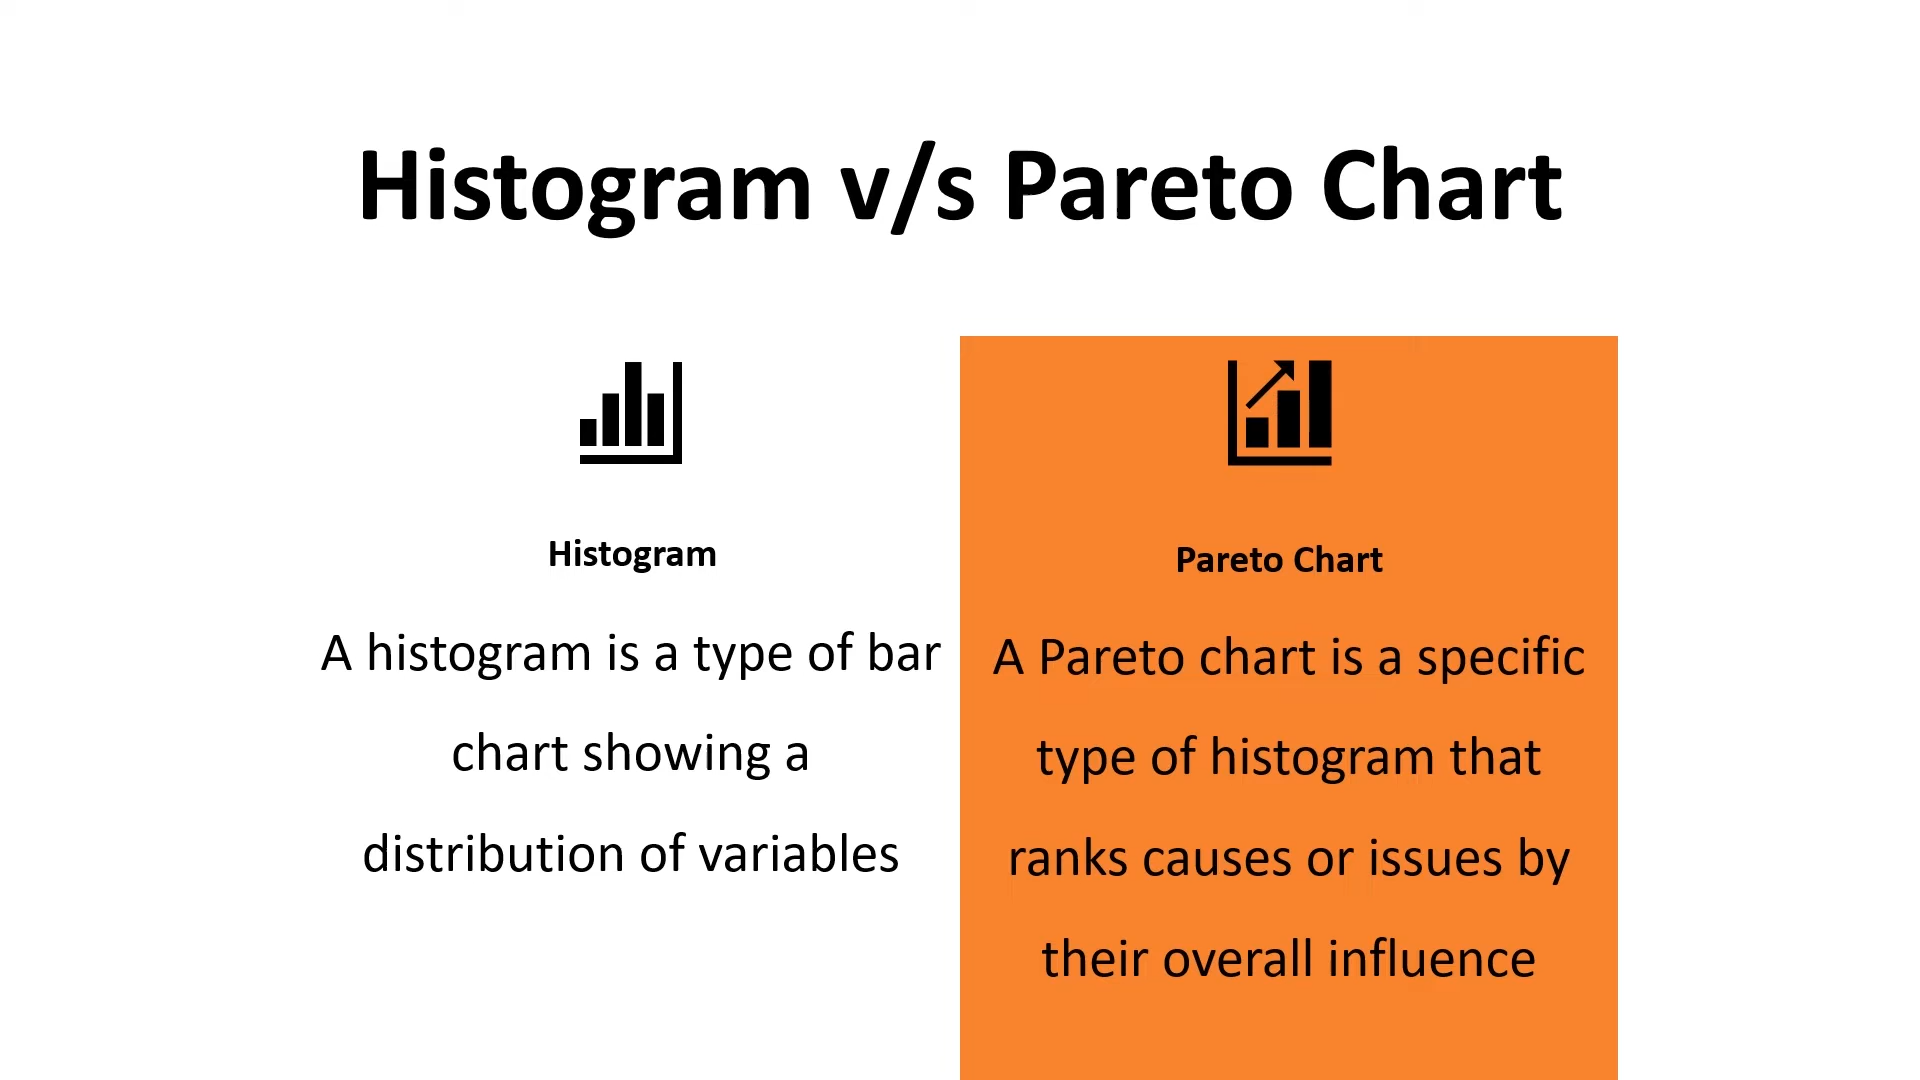 Histogram v/s Pareto Chart
Histogram
A histogram is a type of bar
chart showing a
distribution of variables
Pareto Chart
A Pareto chart is a specific
type of histogram that
ranks causes or issues by
their overall influence